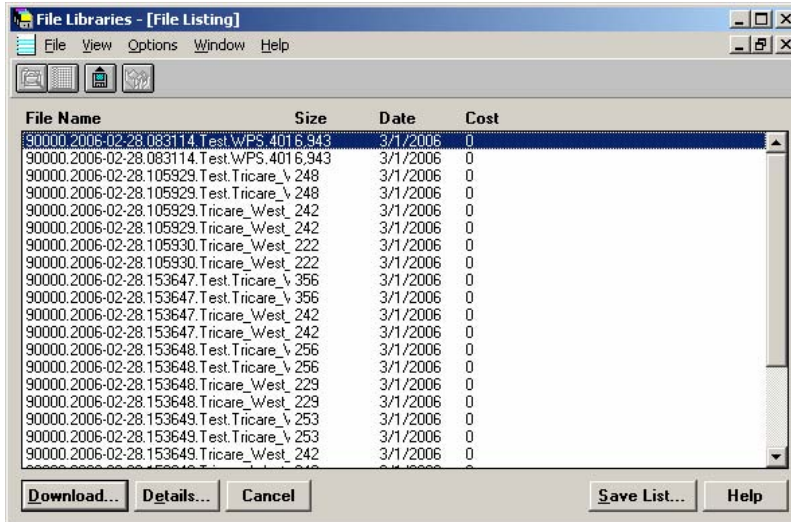 File Libraries - [File Listing]
File View Options Window Help
File Name Size Date Cost
90000.2006-02-28.083114.Test.WPS.401 6,943 3/1/2006 0
90000.2006-02-28.083114.Test.WPS.401 6,943 3/1/2006 0
90000.2006-02-28.105929.Test.Tricare_ 248 3/1/2006 0
90000.2006-02-28.105929.Test.Tricare_ 248 3/1/2006 0
90000.2006-02-28.105929.Tricare_West_ 242 3/1/2006 0
90000.2006-02-28.105929.Tricare_West_ 242 3/1/2006 0
90000.2006-02-28.105930.Tricare_West_ 222 3/1/2006 0
90000.2006-02-28.105930.Tricare_West_ 222 3/1/2006 0
90000.2006-02-28.153647.Test.Tricare_ 356 3/1/2006 0
90000.2006-02-28.153647.Test.Tricare_ 356 3/1/2006 0
90000.2006-02-28.153647.Tricare_West_ 242 3/1/2006 0
90000.2006-02-28.153647.Tricare_West_ 242 3/1/2006 0
90000.2006-02-28.153648.Test.Tricare_ 256 3/1/2006 0
90000.2006-02-28.153648.Test.Tricare_ 256 3/1/2006 0
90000.2006-02-28.153648.Tricare_West_ 229 3/1/2006 0
90000.2006-02-28.153648.Tricare_West_ 229 3/1/2006 0
90000.2006-02-28.153649.Test.Tricare_ 253 3/1/2006 0
90000.2006-02-28.153649.Test.Tricare_ 253 3/1/2006 0
90000.2006-02-28.153649.Tricare_West_ 242 3/1/2006 0
Download... Details... Cancel Save List... Help